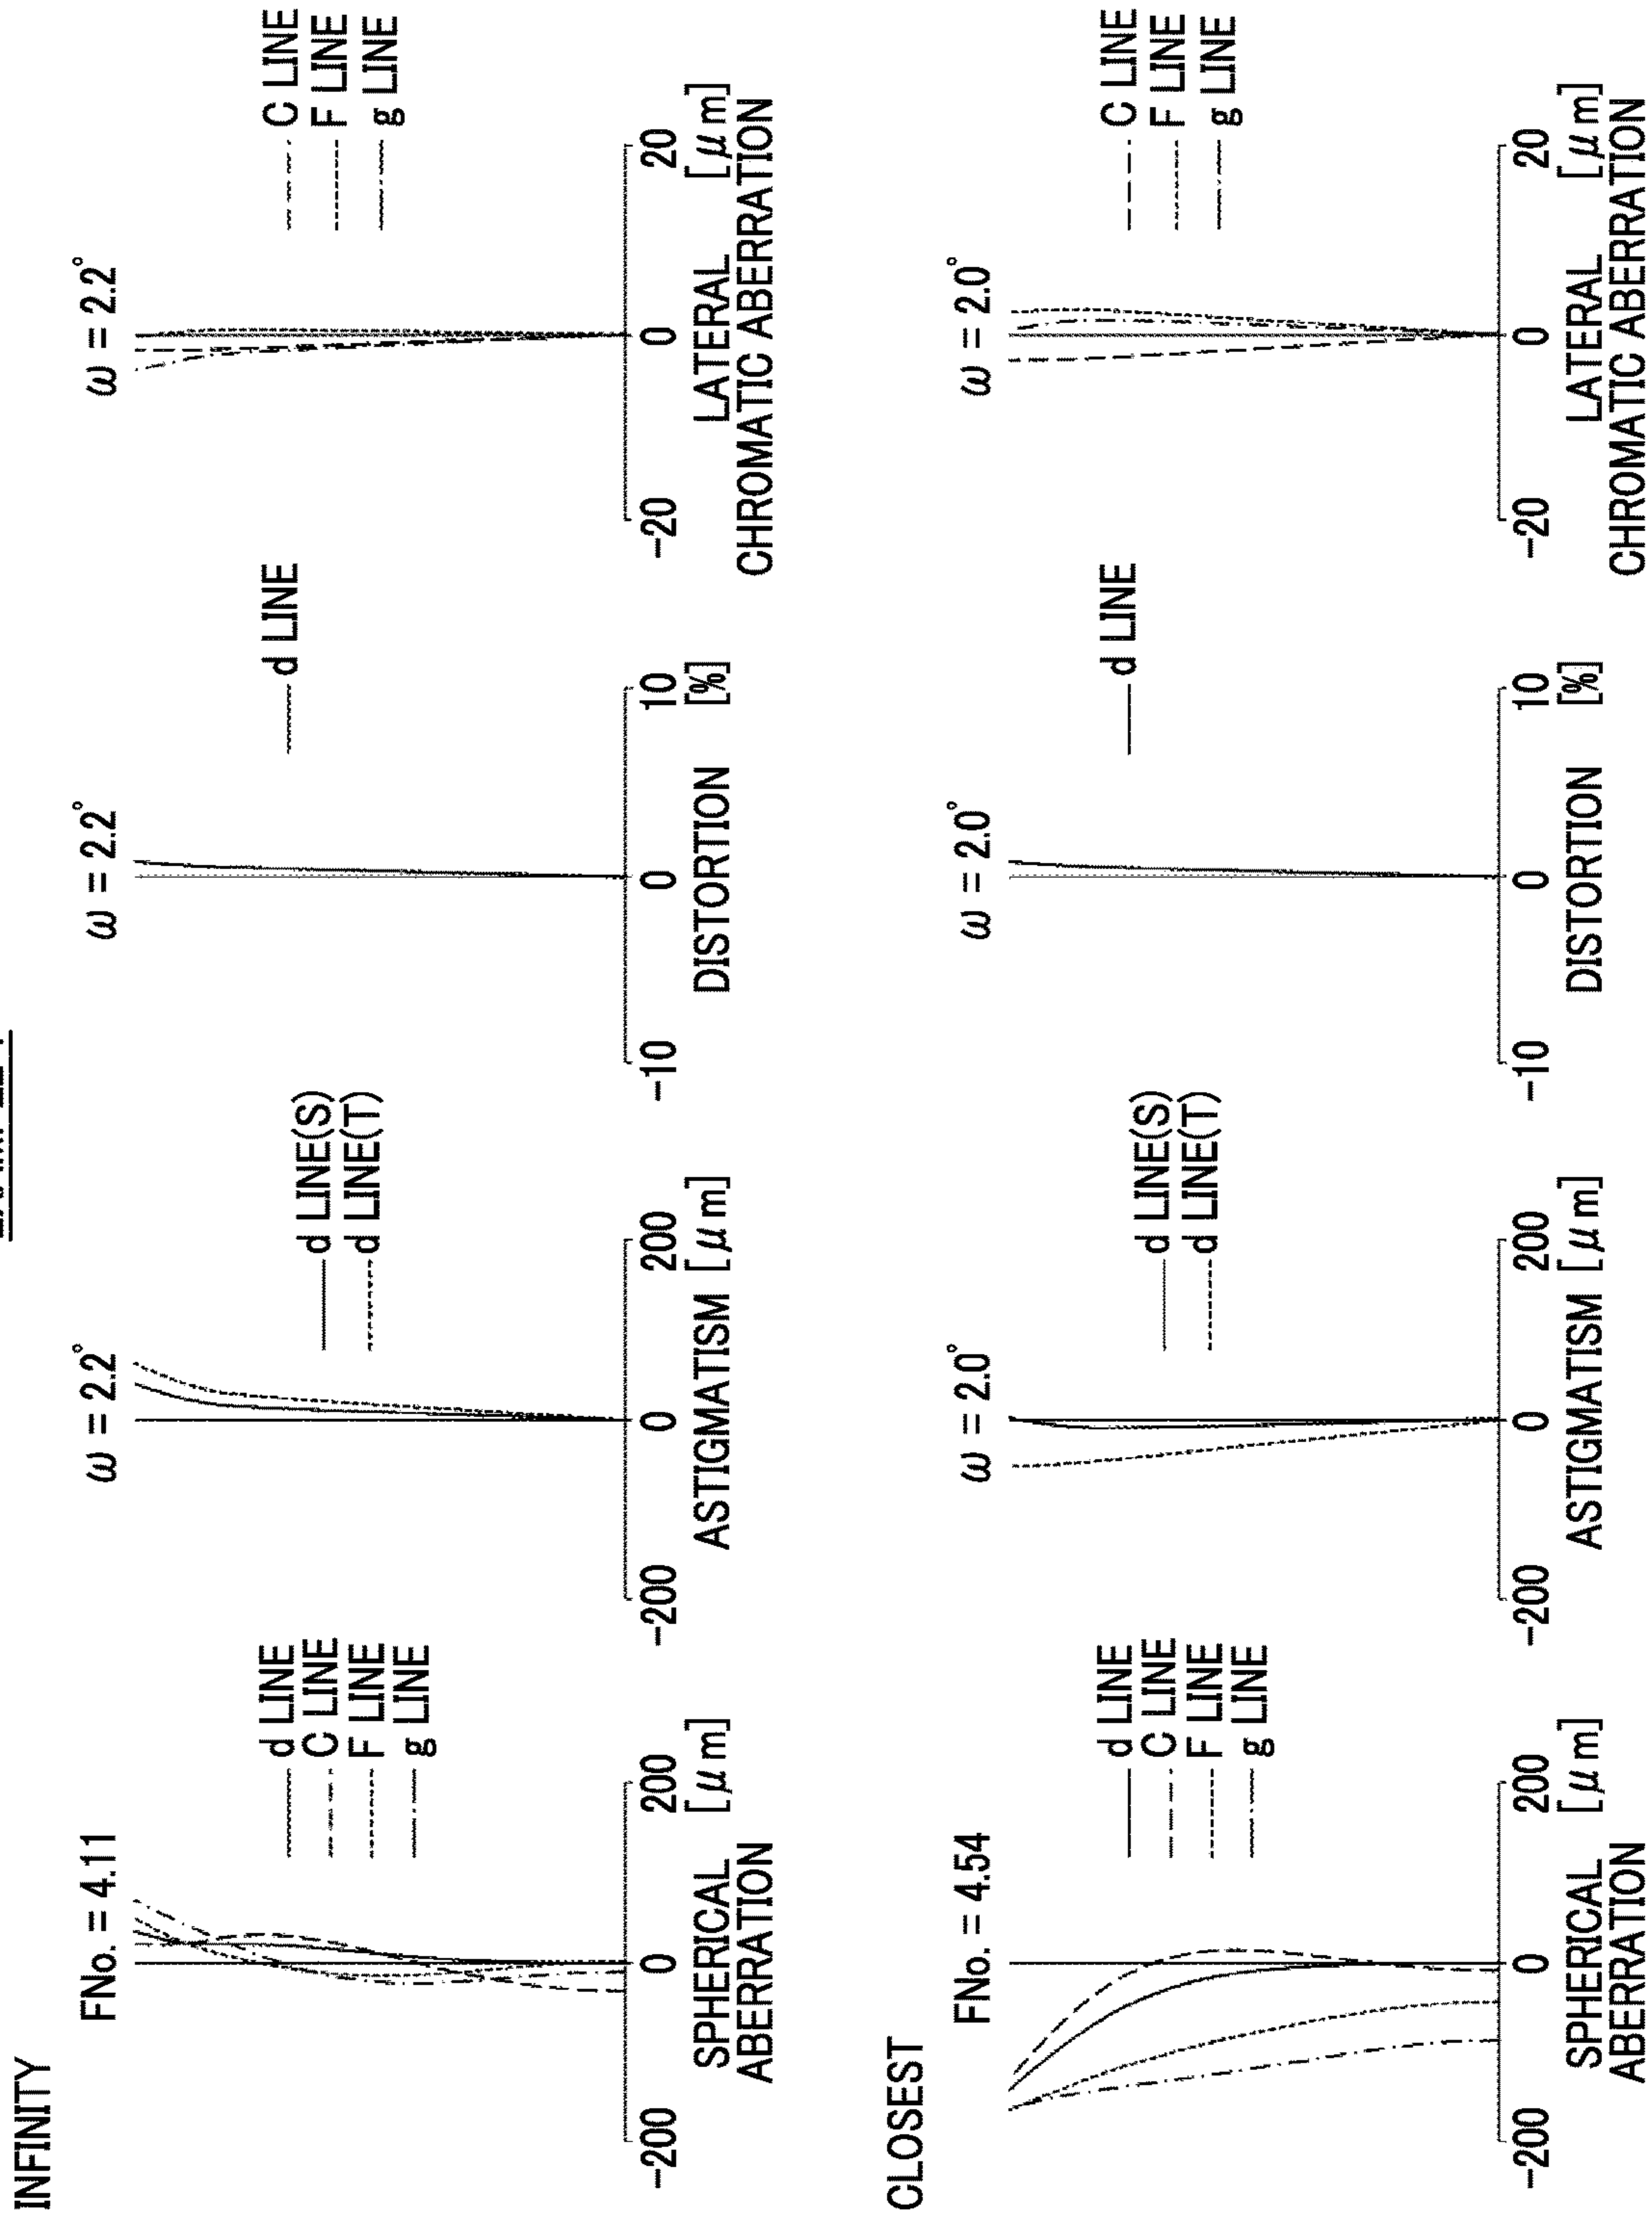 INFINITY
FNo. = 4.11
d LINE
C LINE
F LINE
g LINE
-200
0
200
SPHERICAL
ABERRATION
[μm]
ω = 2.2°
d LINE(S)
d LINE(T)
-200
0
200
ASTIGMATISM [μm]
ω = 2.2°
d LINE
-10
0
10
DISTORTION [%]
ω = 2.2°
C LINE
F LINE
g LINE
-20
0
20
LATERAL [μm]
CHROMATIC ABERRATION
CLOSEST
FNo. = 4.54
d LINE
C LINE
F LINE
g LINE
-200
0
200
SPHERICAL
ABERRATION
[μm]
ω = 2.0°
d LINE(S)
d LINE(T)
-200
0
200
ASTIGMATISM [μm]
ω = 2.0°
d LINE
-10
0
10
DISTORTION [%]
ω = 2.0°
C LINE
F LINE
g LINE
-20
0
20
LATERAL [μm]
CHROMATIC ABERRATION